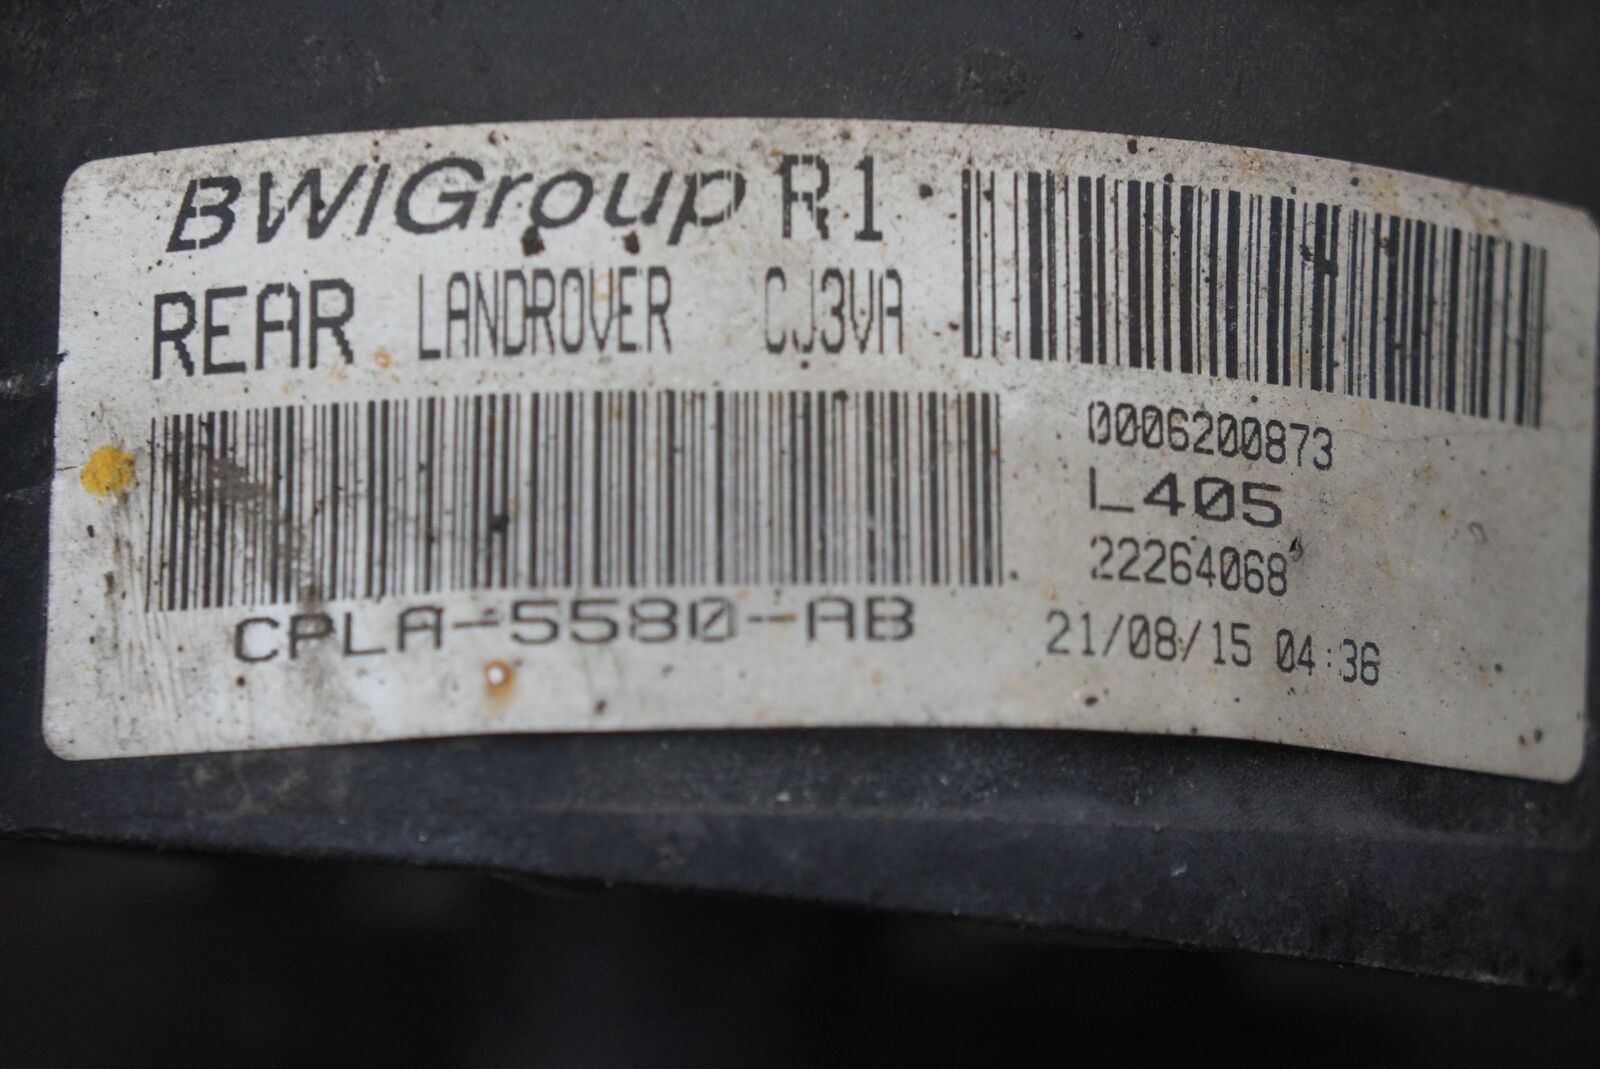 BWIGroup R1
REAR LANDROVER CJ3VA
0006200873
L405
22264068
CPLA-5580-AB
21/08/15 04:36